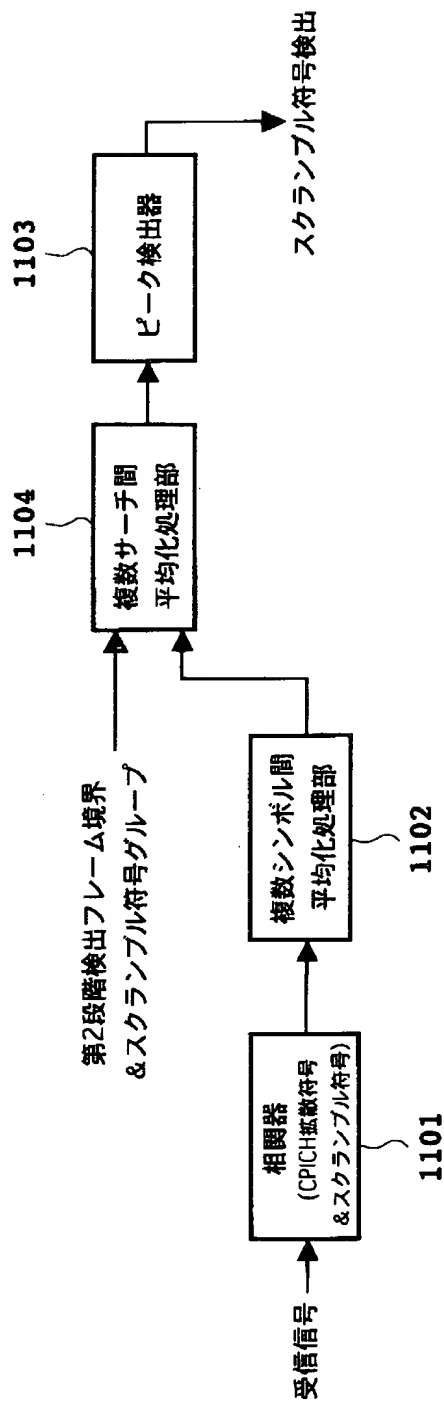 受信信号
相関器
(CPICH拡散符号
&スクランブル符号)
1101
複数シンボル間
平均化処理部
1102
第2段階検出フレーム境界
&スクランブル符号グループ
複数サーチ間
平均化処理部
1104
ピーク検出器
1103
スクランブル符号検出